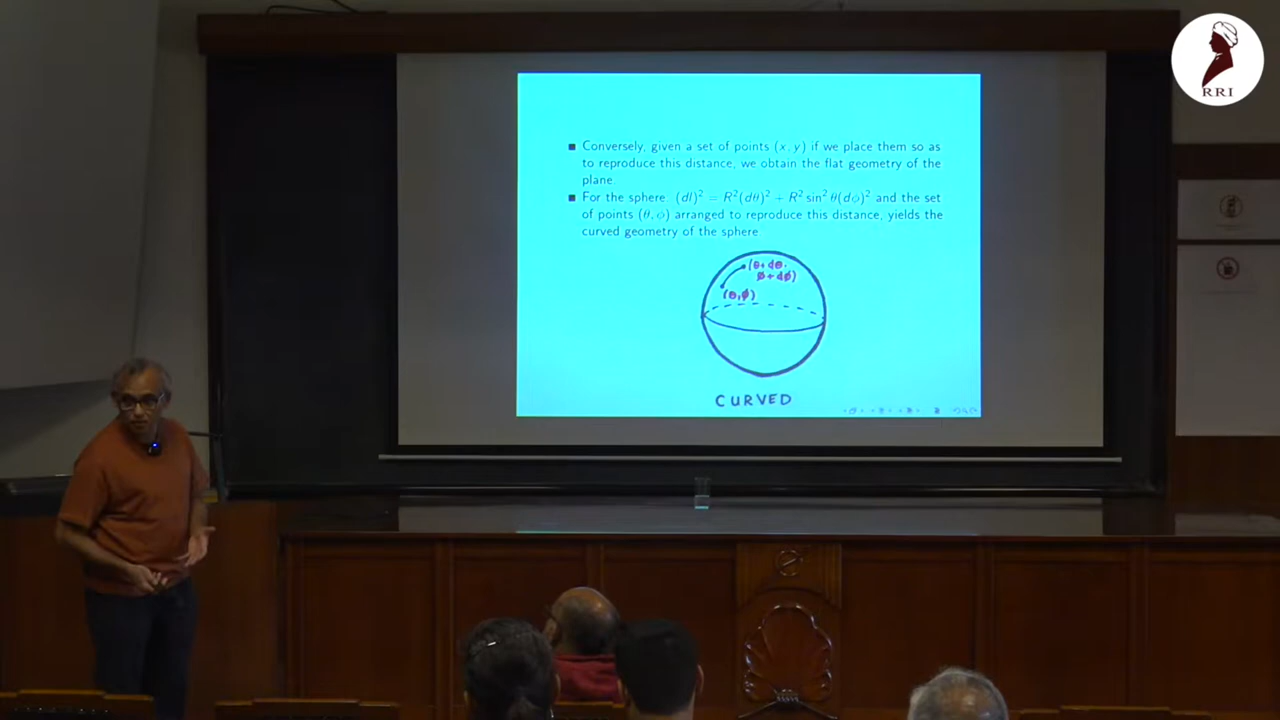 RRI
■ Conversely, given a set of points (x, y) if we place them so as
to reproduce this distance, we obtain the flat geometry of the
plane.
■ For the sphere: (dl)² = R²(dθ)² + R² sin² θ(dϕ)² and the set
of points (θ, ϕ) arranged to reproduce this distance, yields the
curved geometry of the sphere.
(θ+dθ,
ϕ+dϕ)
(θ,ϕ)
CURVED